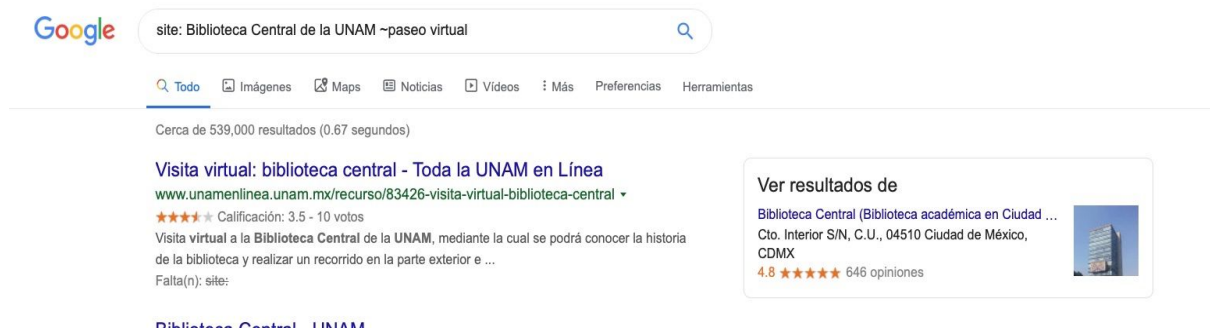 Google
site: Biblioteca Central de la UNAM ~paseo virtual
Todo Imágenes Maps Noticias Vídeos Más Preferencias Herramientas
Cerca de 539,000 resultados (0.67 segundos)
Visita virtual: biblioteca central - Toda la UNAM en Línea
www.unamenlinea.unam.mx/recurso/83426-visita-virtual-biblioteca-central
Calificación: 3.5 - 10 votos
Visita virtual a la Biblioteca Central de la UNAM, mediante la cual se podrá conocer la historia
de la biblioteca y realizar un recorrido en la parte exterior e ...
Falta(n): site:
Ver resultados de
Biblioteca Central (Biblioteca académica en Ciudad ...
Cto. Interior S/N, C.U., 04510 Ciudad de México,
CDMX
4.8 ★★★★★ 646 opiniones
Biblioteca Central - UNAM